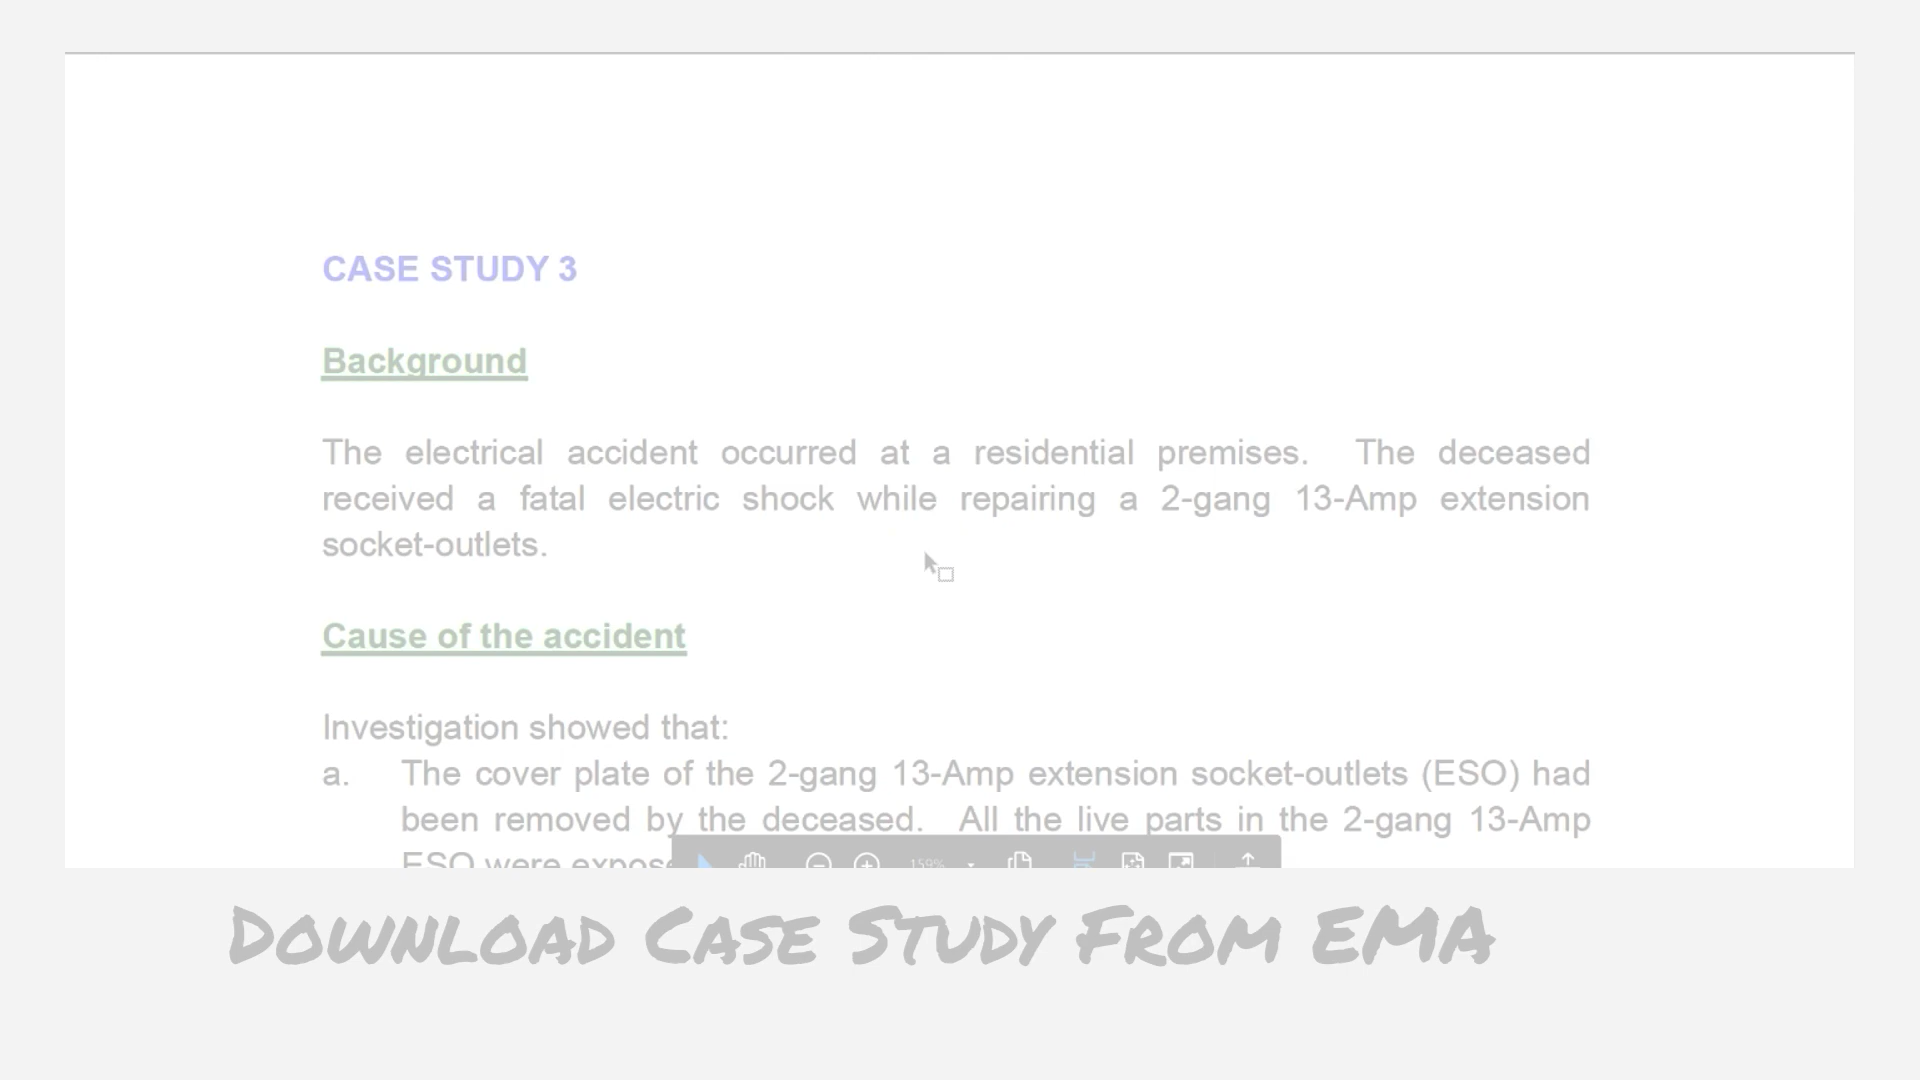 CASE STUDY 3
Background
The electrical accident occurred at a residential premises. The deceased
received a fatal electric shock while repairing a 2-gang 13-Amp extension
socket-outlets.
Cause of the accident
Investigation showed that:
a. The cover plate of the 2-gang 13-Amp extension socket-outlets (ESO) had
been removed by the deceased. All the live parts in the 2-gang 13-Amp
ESO were
159%
Download Case Study From EMA